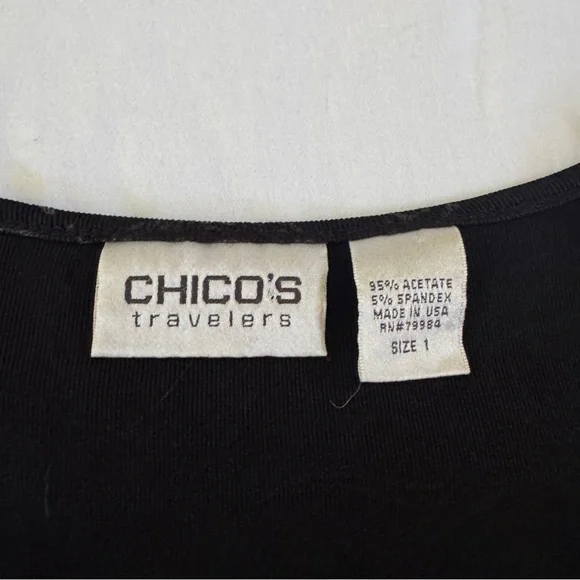 CHICO'S
travelers
95% ACETATE
5% SPANDEX
MADE IN USA
RN#79984
SIZE 1